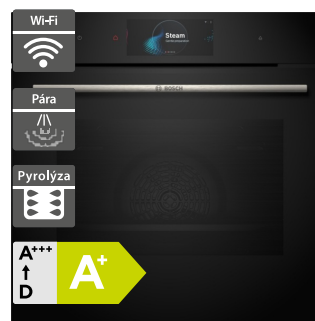 Wi-Fi
Steam
BOSCH
Pára
Pyrolýza
A+++
D
A+